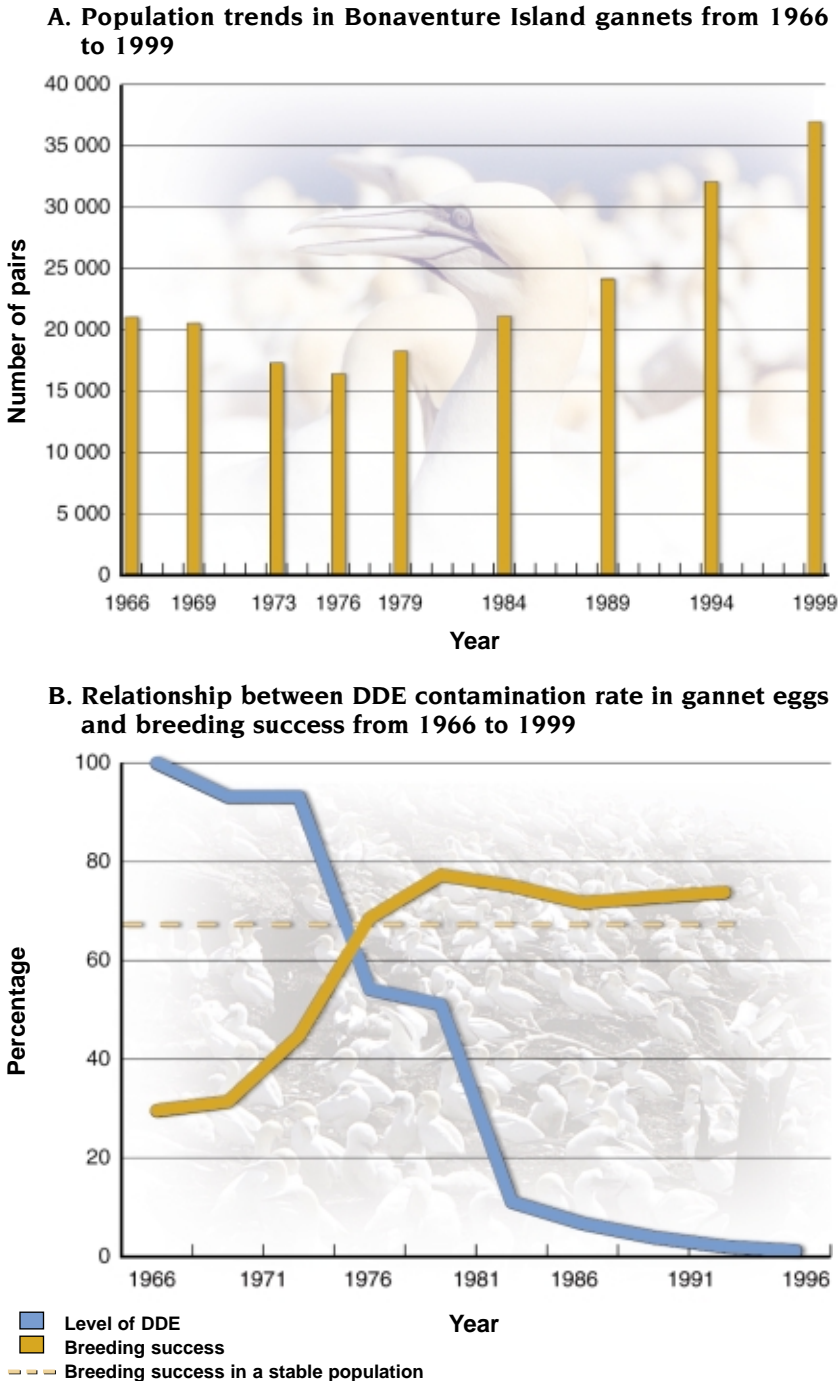 A. Population trends in Bonaventure Island gannets from 1966
to 1999
40 000
35 000
30 000
25 000
20 000
15 000
10 000
5 000
0
Number of pairs
1966 1969 1973 1976 1979 1984 1989 1994 1999
Year
B. Relationship between DDE contamination rate in gannet eggs
and breeding success from 1966 to 1999
100
80
60
40
20
0
Percentage
1966 1971 1976 1981 1986 1991 1996
Year
Level of DDE
Breeding success
Breeding success in a stable population